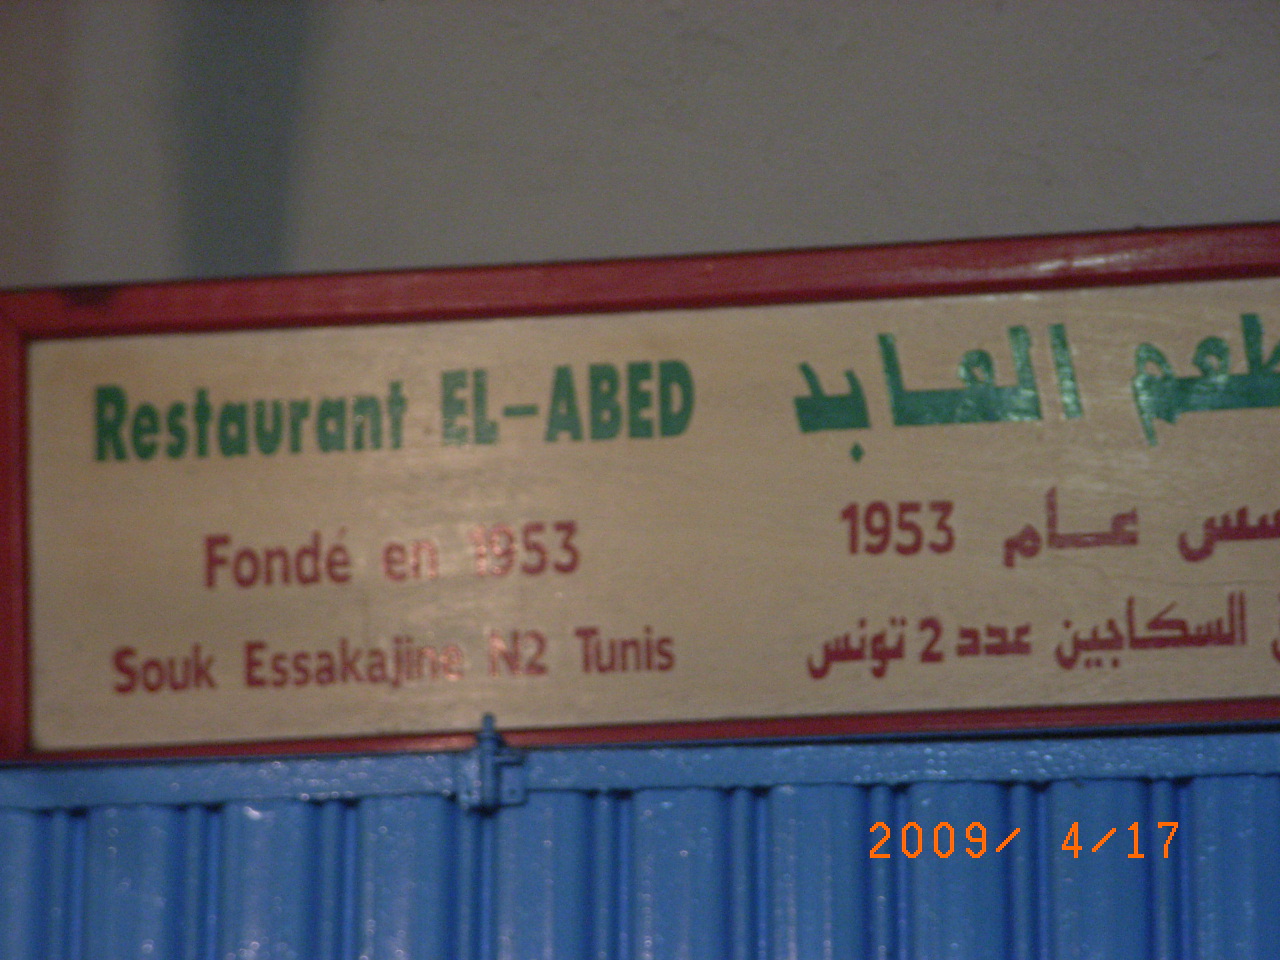 Restaurant EL-ABED
Fondé en 1953
Souk Essakajine N2 Tunis
العابد
عام 1953
السكاجين عدد 2 تونس
2009/ 4/17